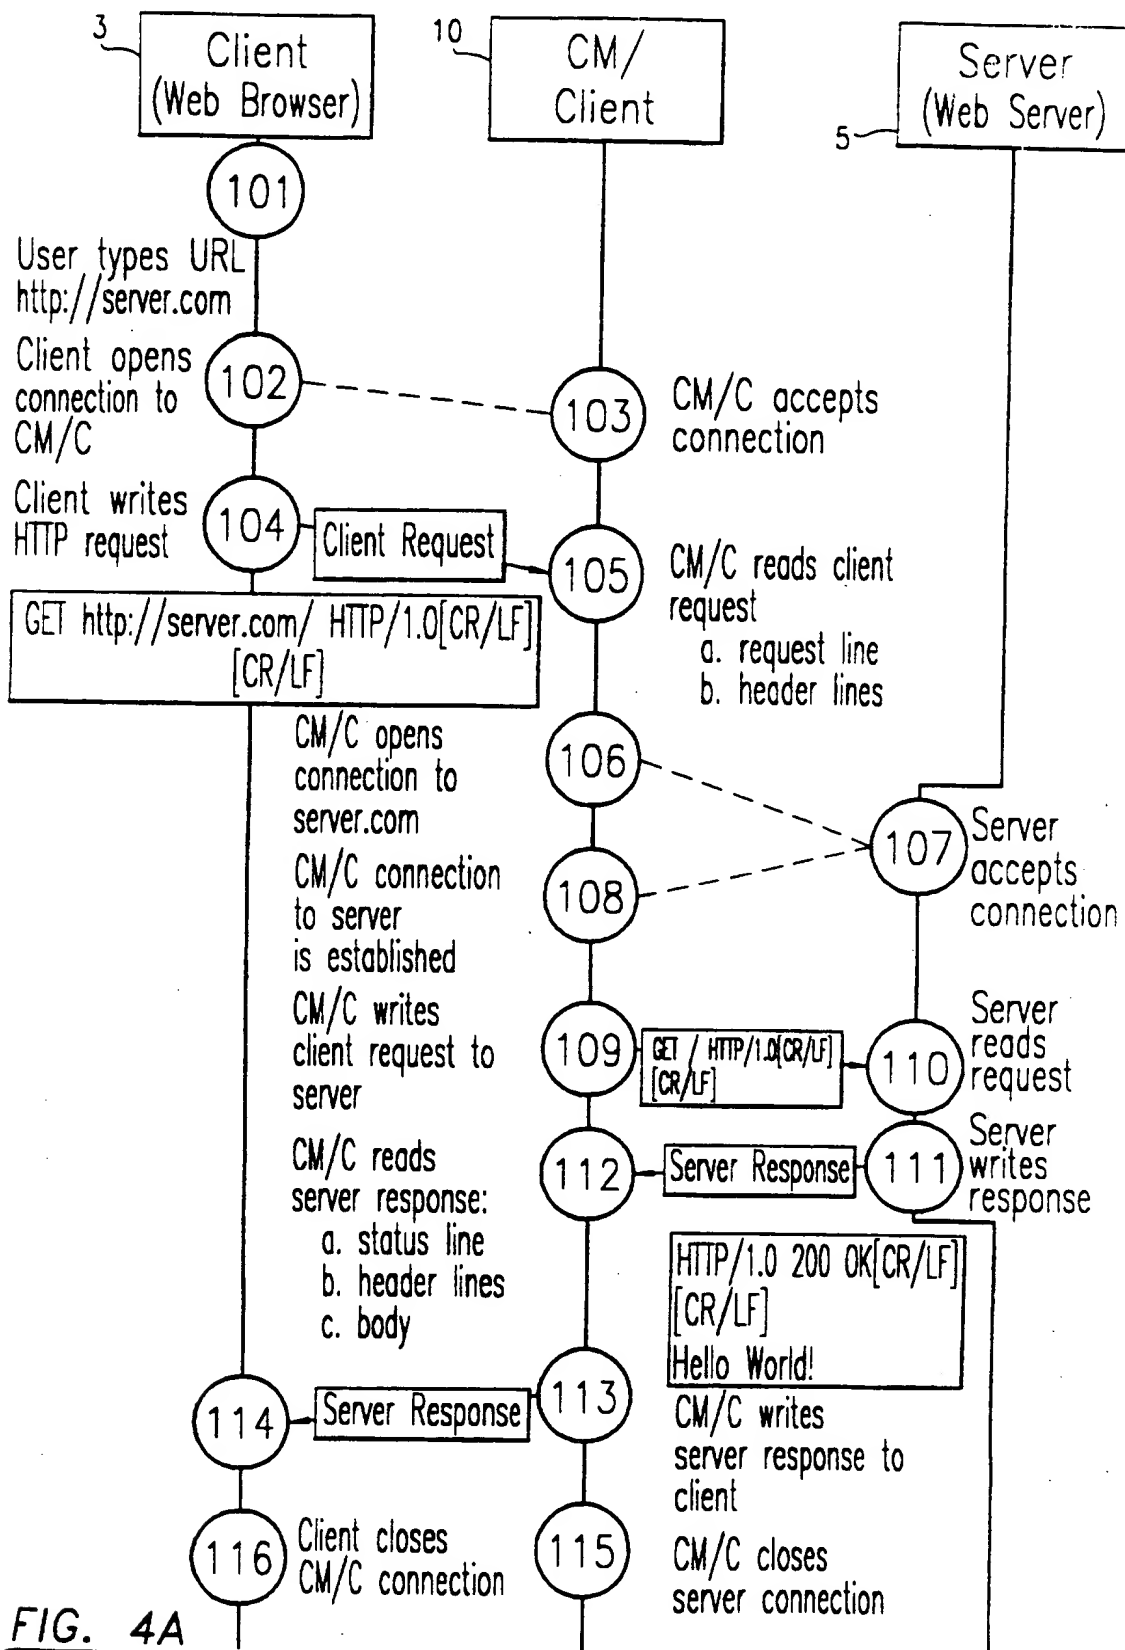 3
Client
(Web Browser)
10
CM/
Client
Server
(Web Server)
5
101
User types URL
http://server.com
Client opens
connection to
CM/C
102
103
CM/C accepts
connection
Client writes
HTTP request
104
Client Request
105
CM/C reads client
request
a. request line
b. header lines
GET http://server.com/ HTTP/1.0[CR/LF]
[CR/LF]
CM/C opens
connection to
server.com
106
107
Server
accepts
connection
CM/C connection
to server
is established
108
CM/C writes
client request to
server
109
GET / HTTP/1.0[CR/LF]
[CR/LF]
110
Server
reads
request
CM/C reads
server response:
a. status line
b. header lines
c. body
112
Server Response
111
Server
writes
response
HTTP/1.0 200 OK[CR/LF]
[CR/LF]
Hello World!
114
Server Response
113
CM/C writes
server response to
client
116
Client closes
CM/C connection
115
CM/C closes
server connection
FIG. 4A